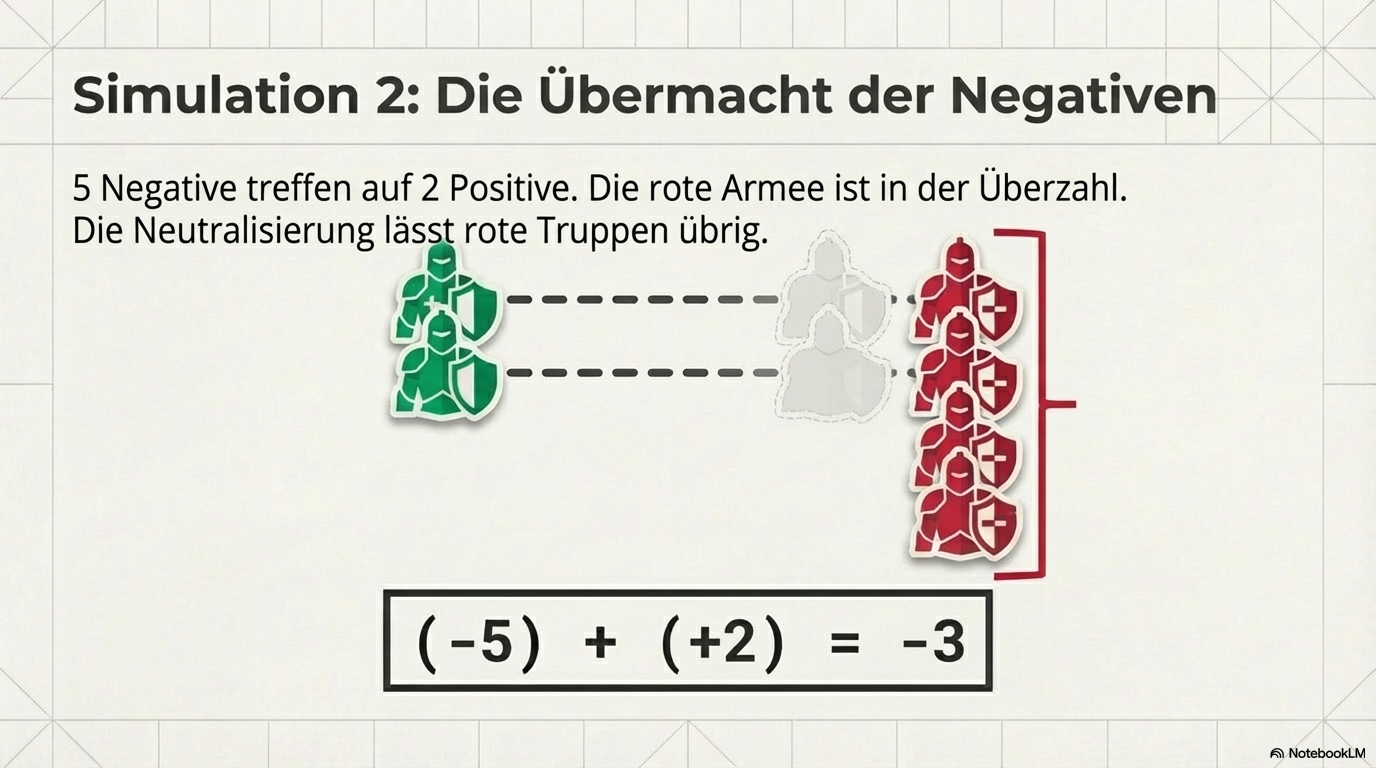 Simulation 2: Die Übermacht der Negativen
5 Negative treffen auf 2 Positive. Die rote Armee ist in der Überzahl.
Die Neutralisierung lässt rote Truppen übrig.
(-5) + (+2) = -3
NotebookLM